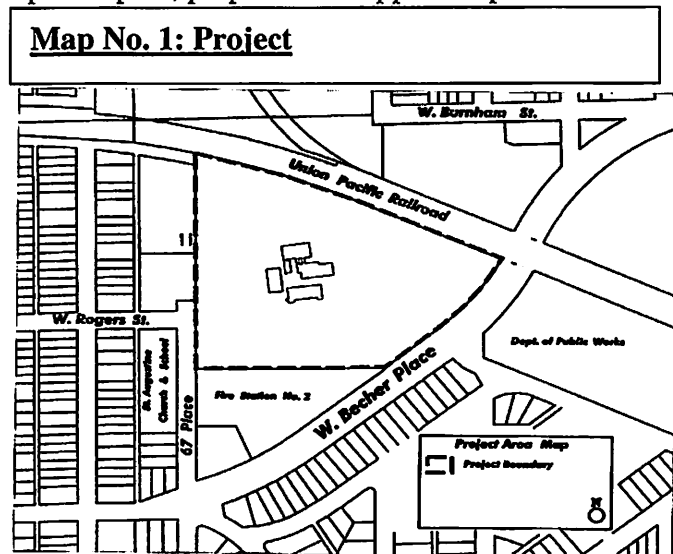 Map No. 1: Project
W. Burnham St.
Union Pacific Railroad
11
W. Rogers St.
Dept. of Public Works
St. Augustine
Church & School
67 Place
Fire Station No. 2
W. Becher Place
Project Area Map
Project Boundary